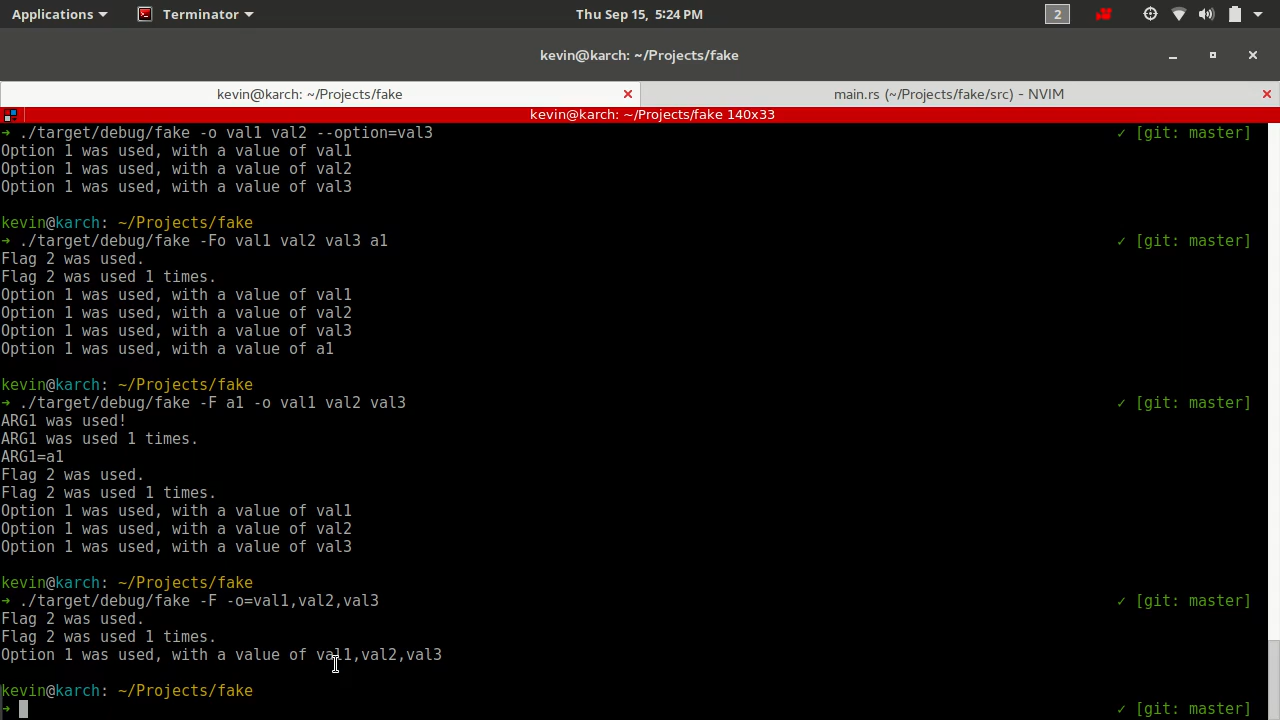 Applications Terminator Thu Sep 15, 5:24 PM 2
kevin@karch: ~/Projects/fake
kevin@karch: ~/Projects/fake main.rs (~/Projects/fake/src) - NVIM
kevin@karch: ~/Projects/fake 140x33
➜ ./target/debug/fake -o val1 val2 --option=val3 ✓ [git: master]
Option 1 was used, with a value of val1
Option 1 was used, with a value of val2
Option 1 was used, with a value of val3
kevin@karch: ~/Projects/fake
➜ ./target/debug/fake -Fo val1 val2 val3 a1 ✓ [git: master]
Flag 2 was used.
Flag 2 was used 1 times.
Option 1 was used, with a value of val1
Option 1 was used, with a value of val2
Option 1 was used, with a value of val3
Option 1 was used, with a value of a1
kevin@karch: ~/Projects/fake
➜ ./target/debug/fake -F a1 -o val1 val2 val3 ✓ [git: master]
ARG1 was used!
ARG1 was used 1 times.
ARG1=a1
Flag 2 was used.
Flag 2 was used 1 times.
Option 1 was used, with a value of val1
Option 1 was used, with a value of val2
Option 1 was used, with a value of val3
kevin@karch: ~/Projects/fake
➜ ./target/debug/fake -F -o=val1,val2,val3 ✓ [git: master]
Flag 2 was used.
Flag 2 was used 1 times.
Option 1 was used, with a value of val1,val2,val3
kevin@karch: ~/Projects/fake
➜ ✓ [git: master]